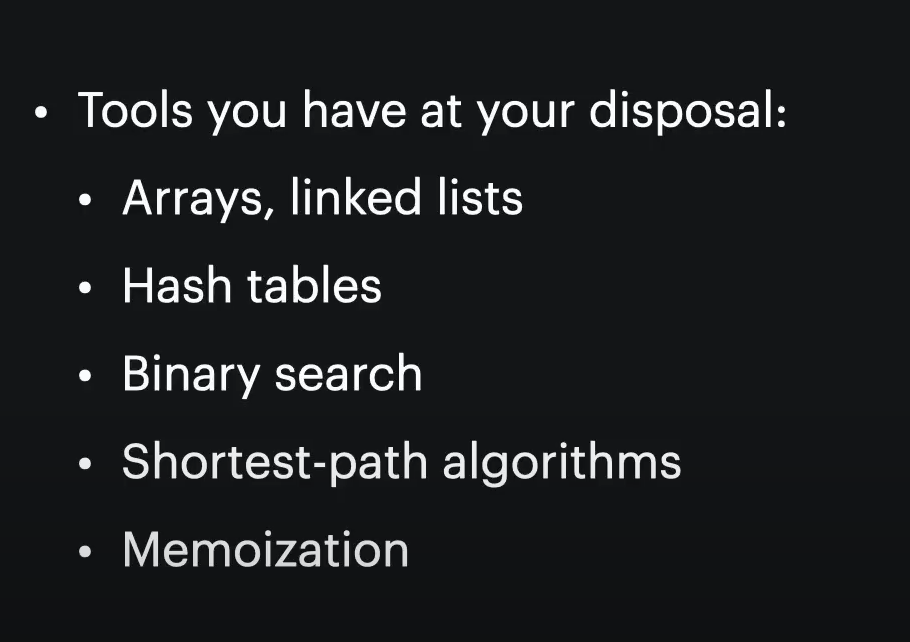 • Tools you have at your disposal:
• Arrays, linked lists
• Hash tables
• Binary search
• Shortest-path algorithms
• Memoization